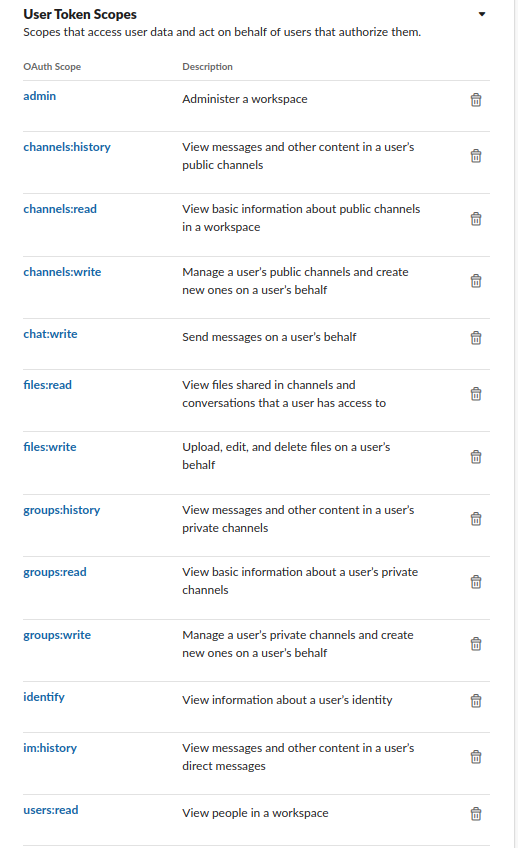 User Token Scopes
Scopes that access user data and act on behalf of users that authorize them.
OAuth Scope Description
admin Administer a workspace
channels:history View messages and other content in a user's
public channels
channels:read View basic information about public channels
in a workspace
channels:write Manage a user's public channels and create
new ones on a user's behalf
chat:write Send messages on a user's behalf
files:read View files shared in channels and
conversations that a user has access to
files:write Upload, edit, and delete files on a user's
behalf
groups:history View messages and other content in a user's
private channels
groups:read View basic information about a user's private
channels
groups:write Manage a user's private channels and create
new ones on a user's behalf
identify View information about a user's identity
im:history View messages and other content in a user's
direct messages
users:read View people in a workspace